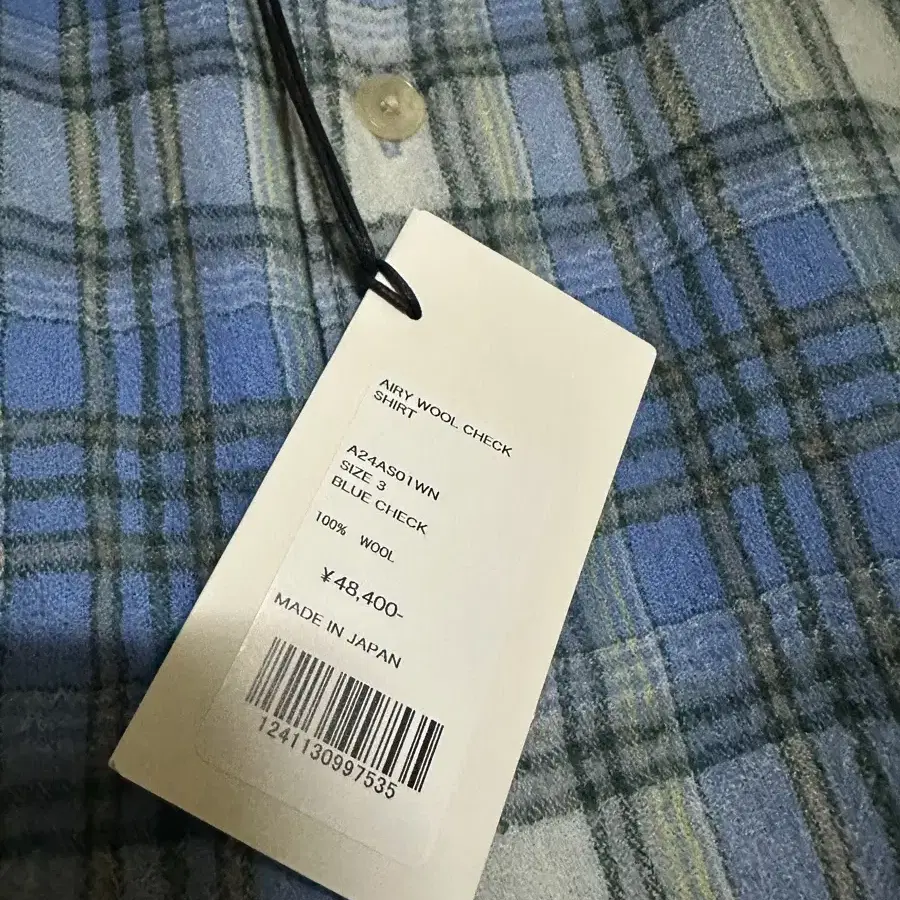 AIRY WOOL CHECK
SHIRT
A24AS01WN
SIZE 3
BLUE CHECK
100% WOOL
¥48,400-
MADE IN JAPAN
1241130997535